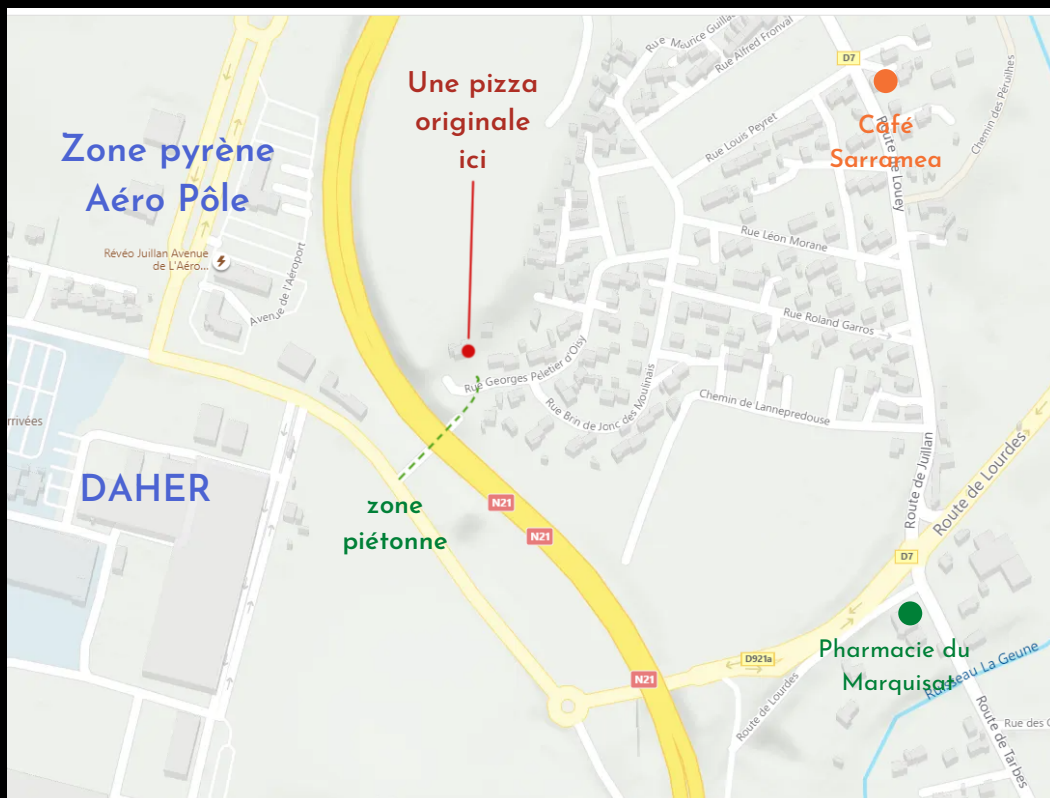 Rue Maurice Guillau
Rue Alfred Fronval
D7
Une pizza
originale
ici
Café
Sarramea
Route de Louey
Chemin des Péruilhes
Rue Louis Peyret
Zone pyrène
Aéro Pôle
Révéo Juillan Avenue
de L'Aéro...
Avenue de l'Aéroport
Rue Léon Morane
Rue Roland Garros
Rue Georges Peletier d'Oisy
Rue Brin de Jonc des Moulinais
Chemin de Lannepredouse
rrivées
DAHER
zone
piétonne
N21
N21
Route de Juillan
Route de Lourdes
D7
Pharmacie du
Marquisat
D921a
N21
Route de Lourdes
Ruisseau La Geune
Route de Tarbes
Rue des